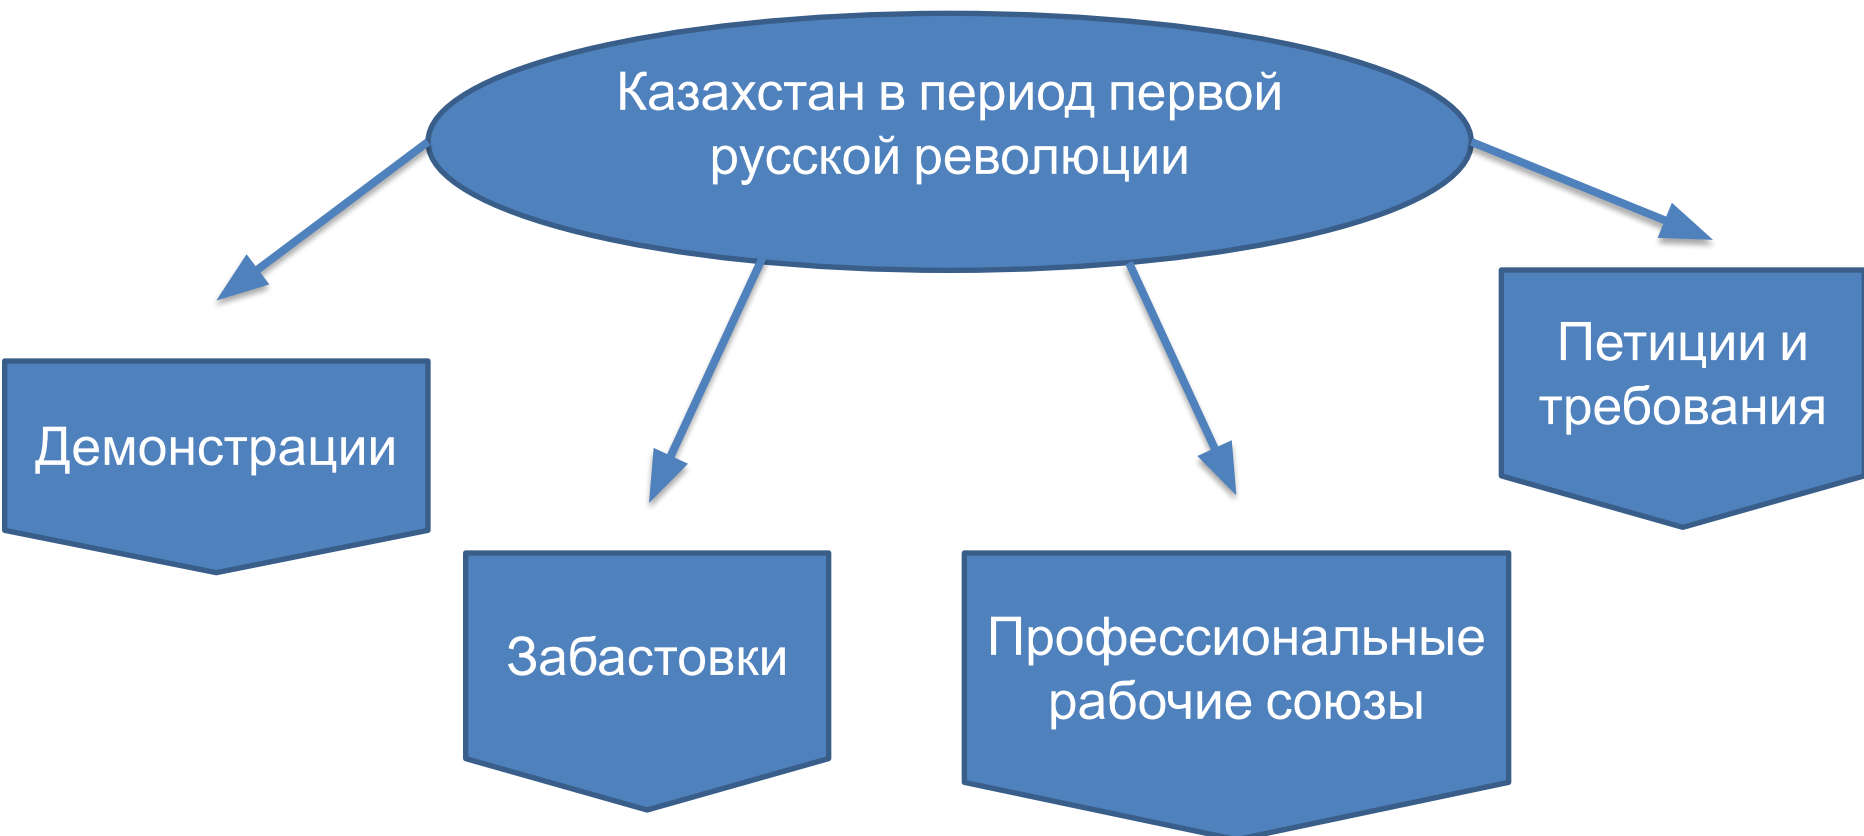 Казахстан в период первой
русской революции
Демонстрации
Забастовки
Профессиональные
рабочие союзы
Петиции и
требования